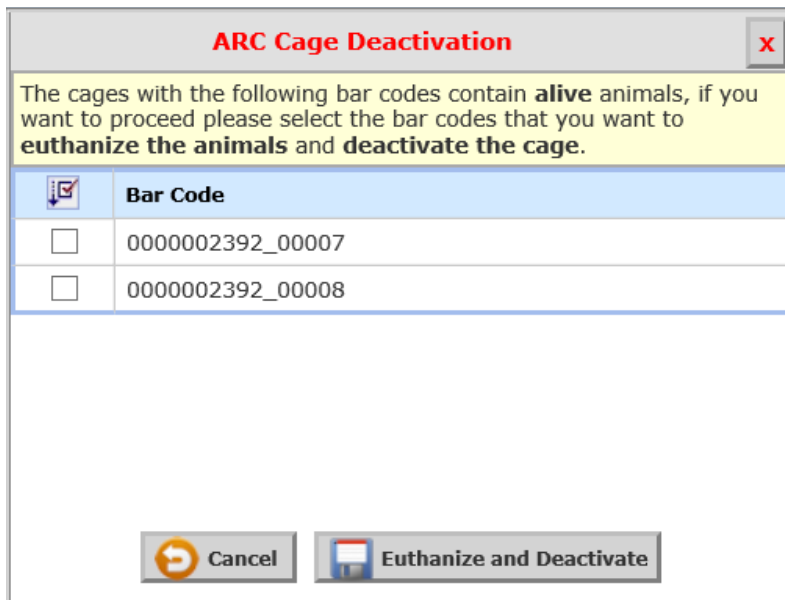 ARC Cage Deactivation
x
The cages with the following bar codes contain alive animals, if you
want to proceed please select the bar codes that you want to
euthanize the animals and deactivate the cage.
Bar Code
0000002392_00007
0000002392_00008
Cancel
Euthanize and Deactivate